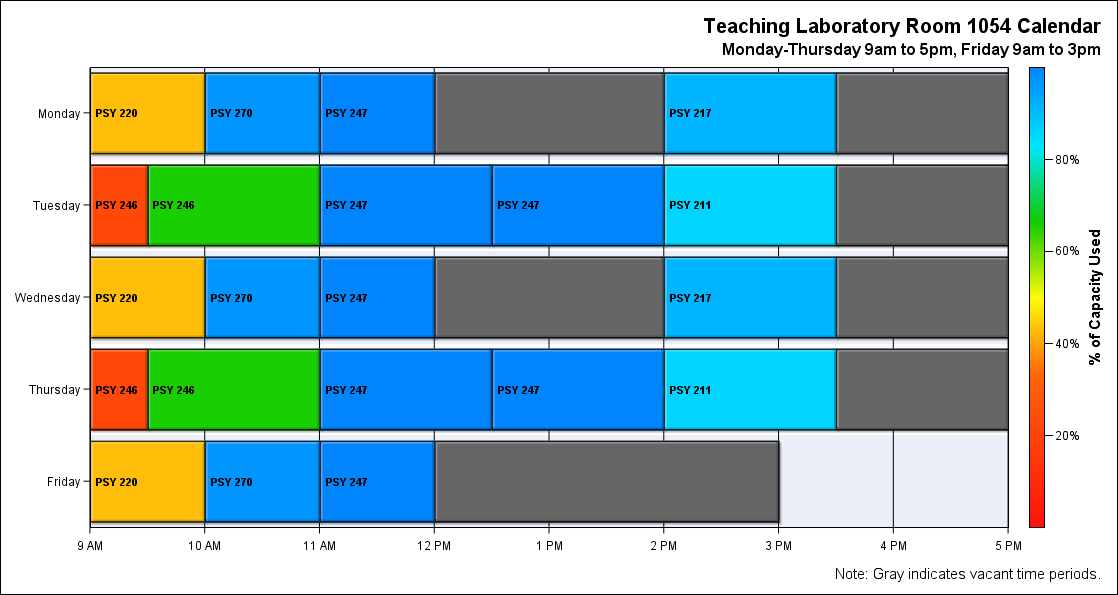 Teaching Laboratory Room 1054 Calendar
Monday-Thursday 9am to 5pm, Friday 9am to 3pm
Monday
PSY 220
PSY 270
PSY 247
PSY 217
Tuesday
PSY 246
PSY 246
PSY 247
PSY 247
PSY 211
Wednesday
PSY 220
PSY 270
PSY 247
PSY 217
Thursday
PSY 246
PSY 246
PSY 247
PSY 247
PSY 211
Friday
PSY 220
PSY 270
PSY 247
9 AM
10 AM
11 AM
12 PM
1 PM
2 PM
3 PM
4 PM
5 PM
80%
60%
40%
20%
% of Capacity Used
Note: Gray indicates vacant time periods.